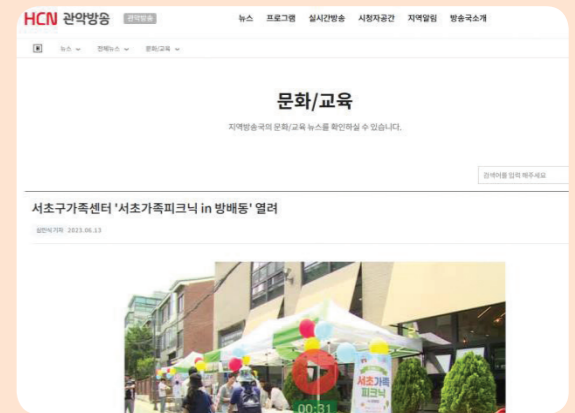 HCN 관악방송 관악방송 뉴스 프로그램 실시간방송 시청자공간 지역알림 방송국소개
뉴스 전체뉴스 문화/교육
문화/교육
지역방송국의 문화/교육 뉴스를 확인하실 수 있습니다.
검색어를 입력 해주세요
서초구가족센터 '서초가족피크닉 in 방배동' 열려
심민식기자 2023.06.13
서초가족
피크닉
00:31